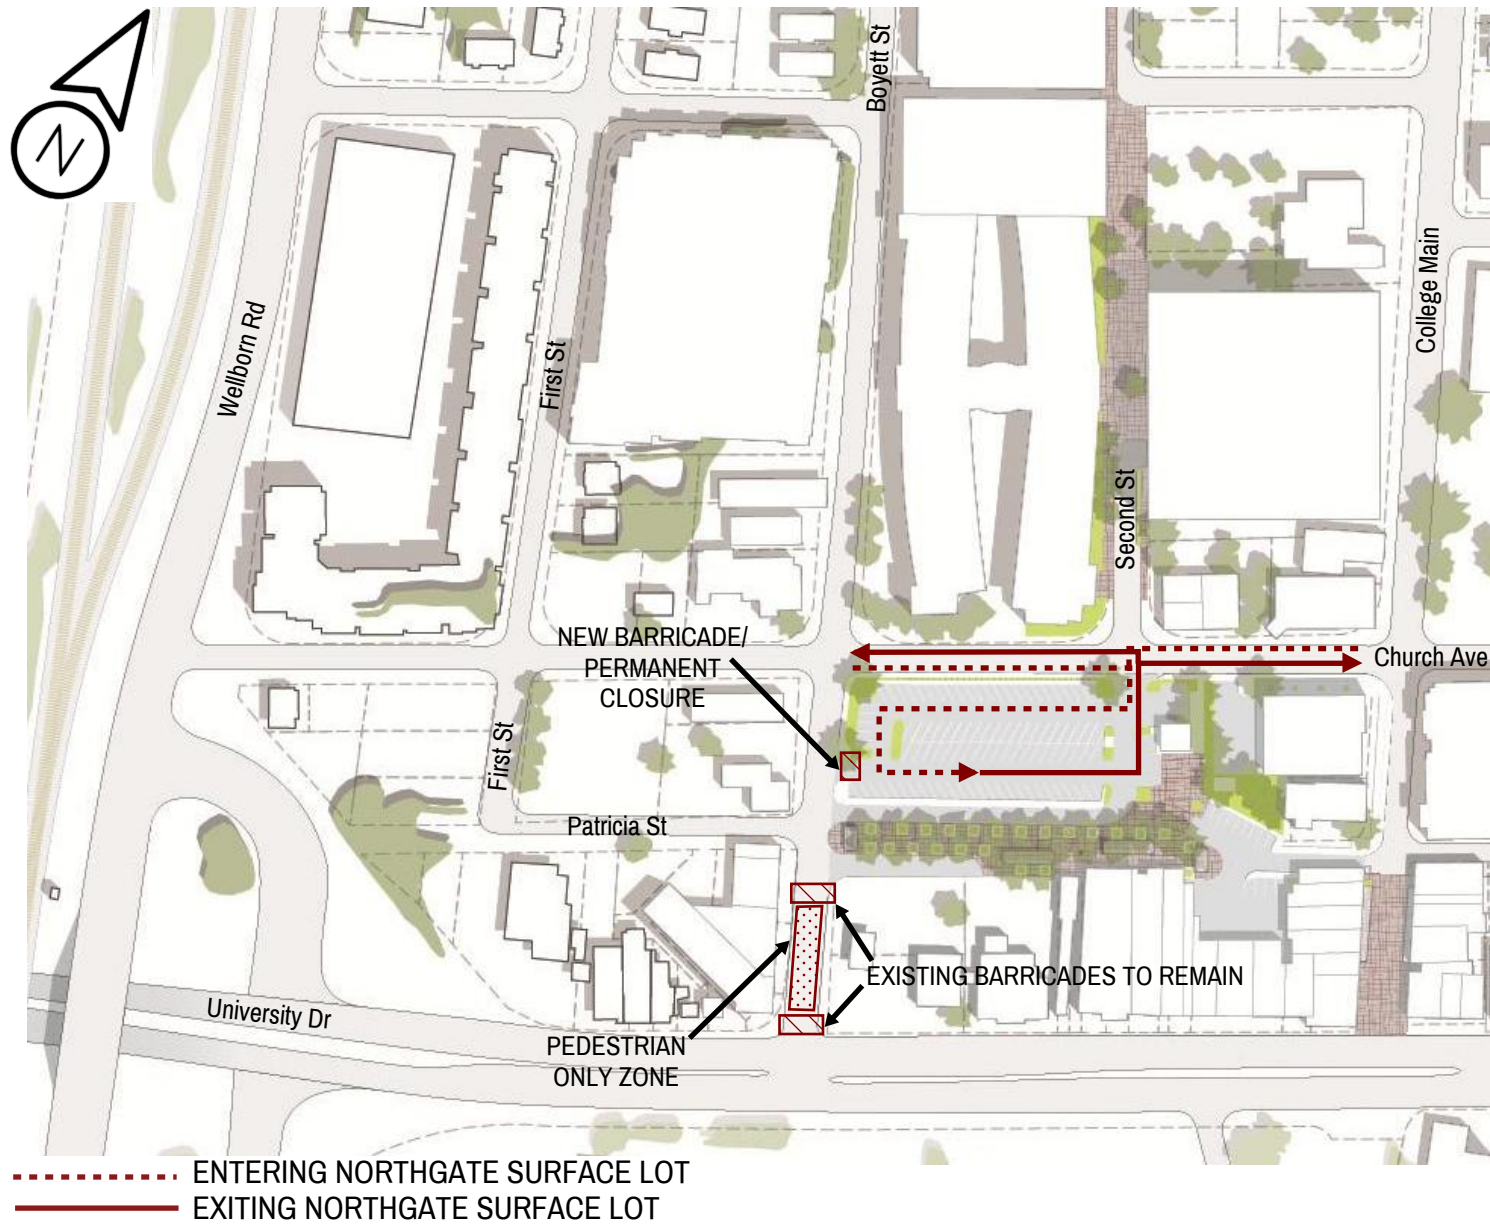 N
Boyett St
College Main
Wellborn Rd
First St
Second St
NEW BARRICADE/
PERMANENT
CLOSURE
Church Ave
First St
Patricia St
EXISTING BARRICADES TO REMAIN
University Dr
PEDESTRIAN
ONLY ZONE
ENTERING NORTHGATE SURFACE LOT
EXITING NORTHGATE SURFACE LOT